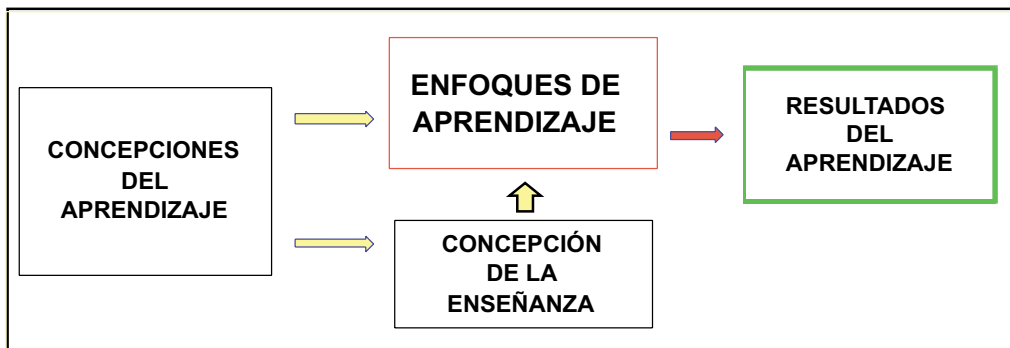 CONCEPCIONES
DEL
APRENDIZAJE
ENFOQUES DE
APRENDIZAJE
CONCEPCIÓN
DE LA
ENSEÑANZA
RESULTADOS
DEL
APRENDIZAJE